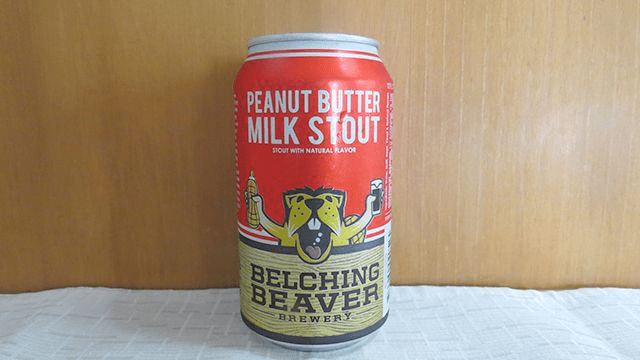 PEANUT BUTTER
MILK STOUT
STOUT WITH NATURAL FLAVOR
BELCHING
BEAVER
BREWERY